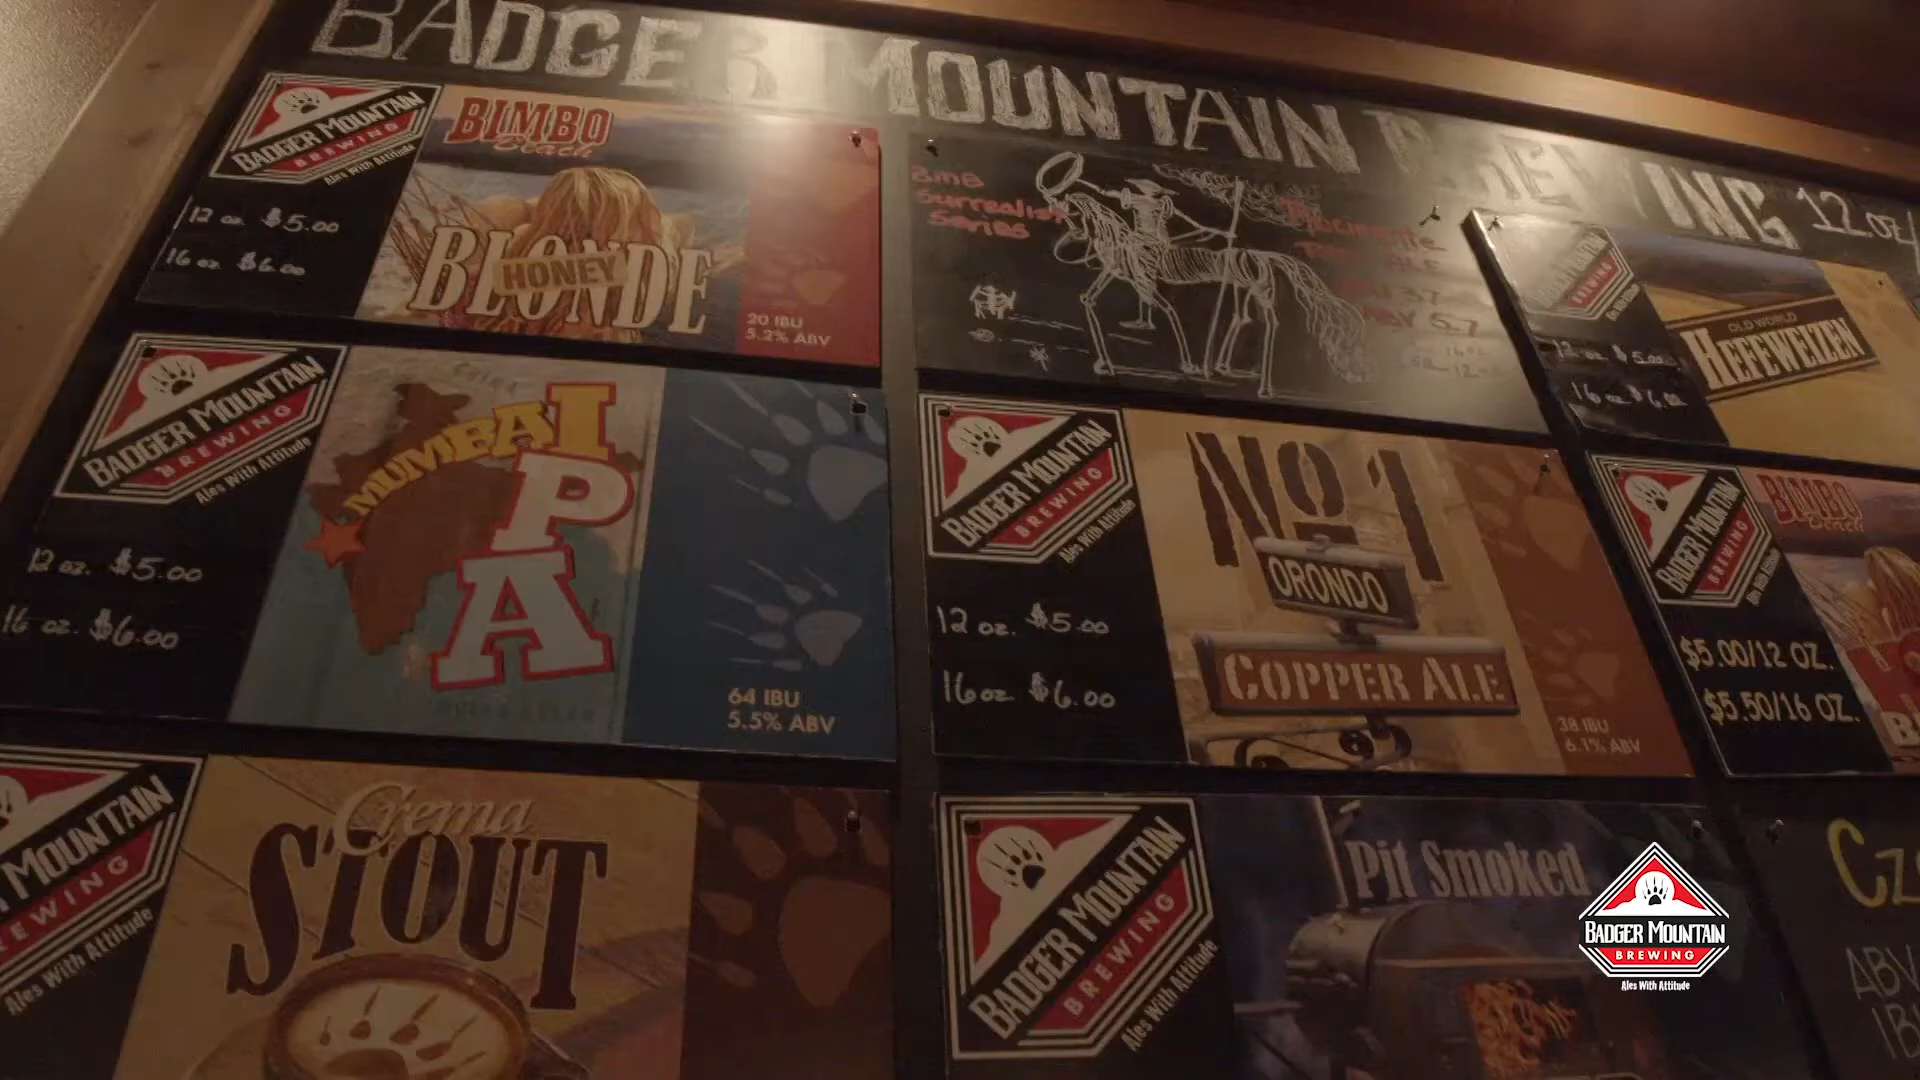 BADGER MOUNTAIN BREWING 12 oz/
BADGER MOUNTAIN
BREWING
Ales With Attitude
12 oz $5.00
16 oz $6.00
BIMBO
Beach
HONEY
BLONDE
20 IBU
5.2% ABV
BMB
Surrealist
Series
ALE
BADGER MOUNTAIN
BREWING
12 oz $5.00
16 oz $6.00
OLD WORLD
HEFEWEIZEN
BADGER MOUNTAIN
BREWING
Ales With Attitude
12 oz. $5.00
16 oz. $6.00
CHINA
MUMBAI
IPA
64 IBU
5.5% ABV
BADGER MOUNTAIN
BREWING
Ales With Attitude
12 oz. $5.00
16 oz $6.00
No 1
ORONDO
COPPER ALE
38 IBU
6.1% ABV
BADGER MOUNTAIN
BREWING
Ales With Attitude
$5.00/12 OZ.
$5.50/16 OZ.
BIMBO
Beach
B
MOUNTAIN
REWING
Ales With Attitude
Crema
STOUT
BADGER MOUNTAIN
BREWING
Ales With Attitude
Pit Smoked
BADGER MOUNTAIN
BREWING
Ales With Attitude
Cz
ABV
IB